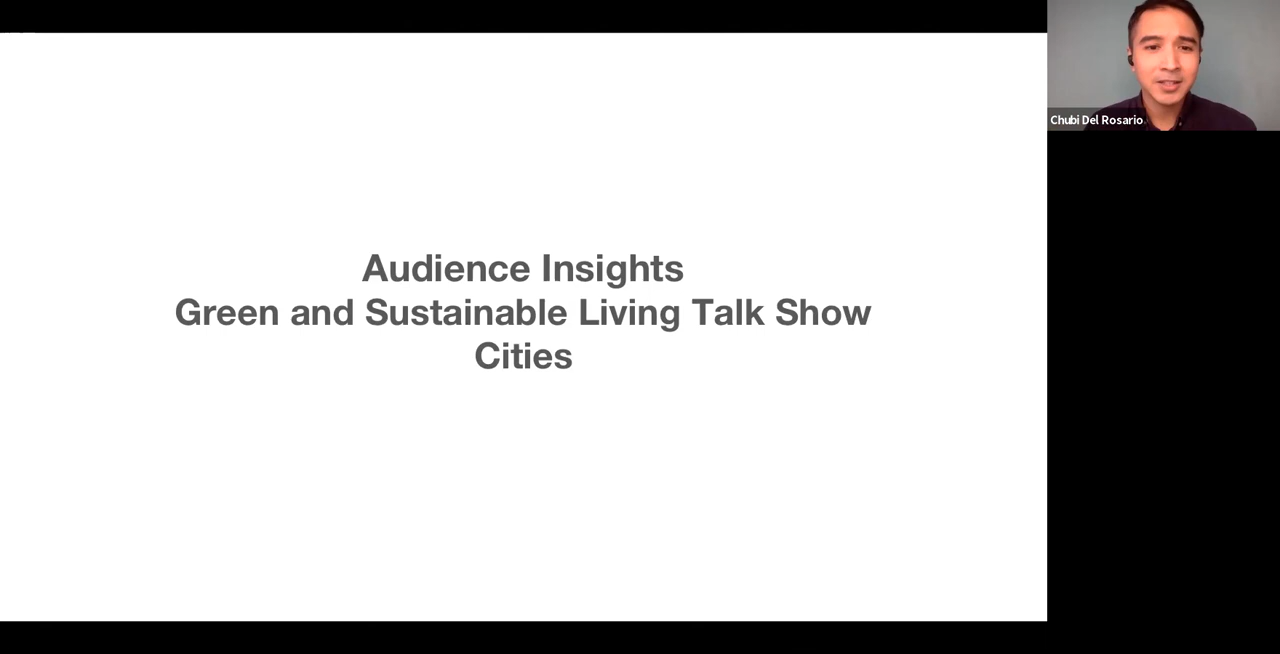 Audience Insights
Green and Sustainable Living Talk Show
Cities
Chubi Del Rosario